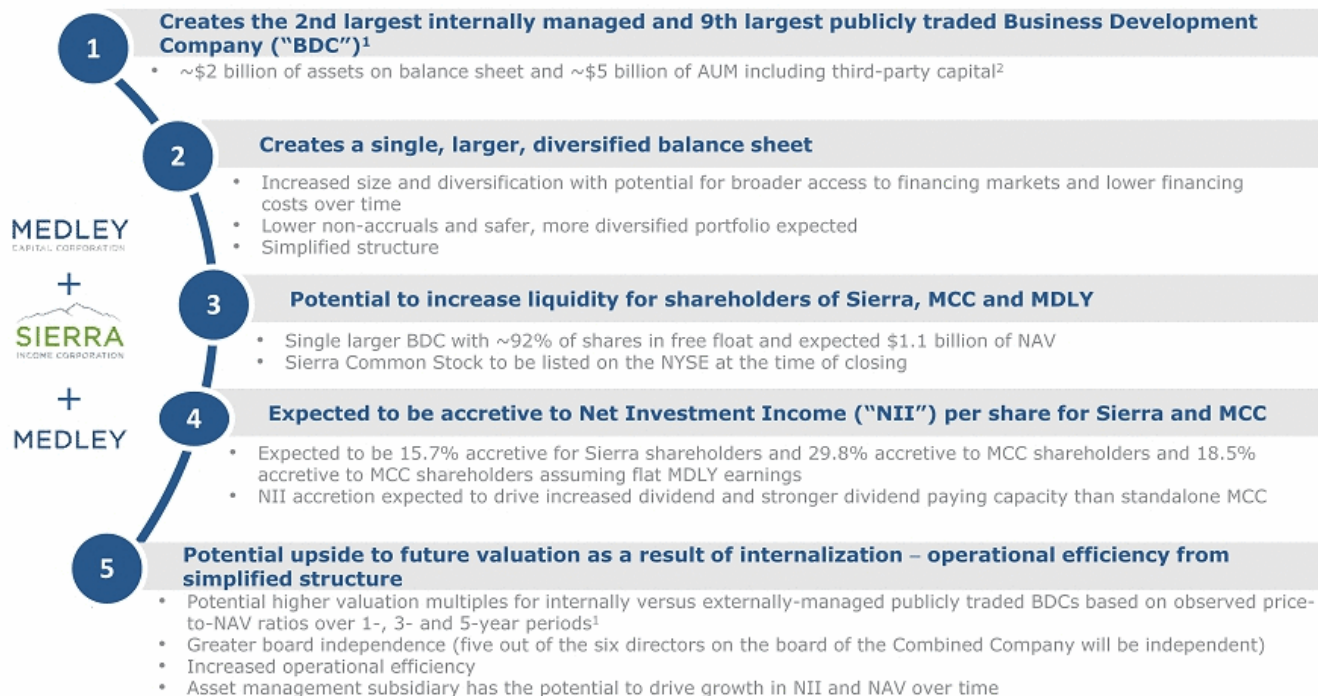 1
Creates the 2nd largest internally managed and 9th largest publicly traded Business Development
Company (“BDC”)¹
• ~$2 billion of assets on balance sheet and ~$5 billion of AUM including third-party capital²
2
Creates a single, larger, diversified balance sheet
• Increased size and diversification with potential for broader access to financing markets and lower financing
costs over time
• Lower non-accruals and safer, more diversified portfolio expected
• Simplified structure
MEDLEY
CAPITAL CORPORATION
+
SIERRA
INCOME CORPORATION
+
MEDLEY
3
Potential to increase liquidity for shareholders of Sierra, MCC and MDLY
• Single larger BDC with ~92% of shares in free float and expected $1.1 billion of NAV
• Sierra Common Stock to be listed on the NYSE at the time of closing
4
Expected to be accretive to Net Investment Income (“NII”) per share for Sierra and MCC
• Expected to be 15.7% accretive for Sierra shareholders and 29.8% accretive to MCC shareholders and 18.5%
accretive to MCC shareholders assuming flat MDLY earnings
• NII accretion expected to drive increased dividend and stronger dividend paying capacity than standalone MCC
5
Potential upside to future valuation as a result of internalization – operational efficiency from
simplified structure
• Potential higher valuation multiples for internally versus externally-managed publicly traded BDCs based on observed price-
to-NAV ratios over 1-, 3- and 5-year periods¹
• Greater board independence (five out of the six directors on the board of the Combined Company will be independent)
• Increased operational efficiency
• Asset management subsidiary has the potential to drive growth in NII and NAV over time